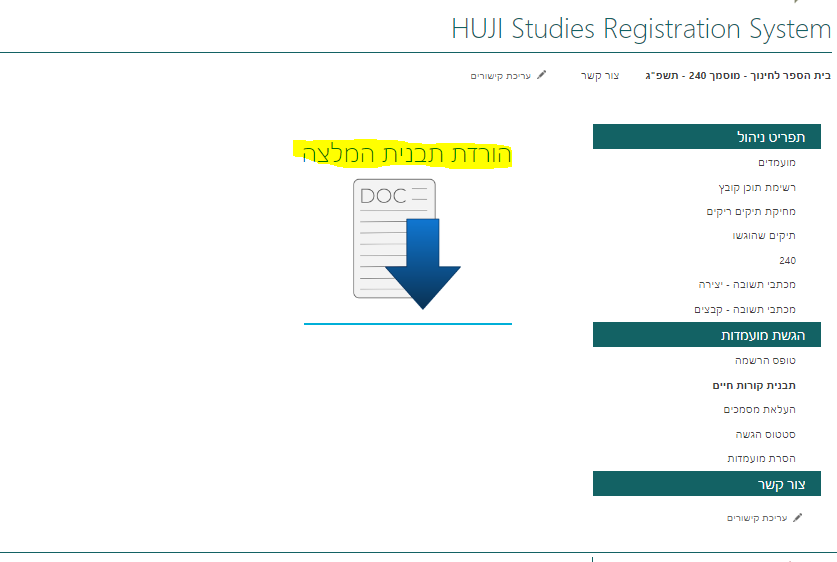 HUJI Studies Registration System
בית הספר לחינוך - מוסמך 240 - תשפ"ג
צור קשר
עריכת קישורים
תפריט ניהול
מועמדים
רשימת תוכן קובץ
מחיקת תיקים ריקים
תיקים שהוגשו
240
מכתבי תשובה - יצירה
מכתבי תשובה - קבצים
הגשת מועמדות
טופס הרשמה
תבנית קורות חיים
העלאת מסמכים
סטטוס הגשה
הסרת מועמדות
צור קשר
עריכת קישורים
הורדת תבנית המלצה
DOC